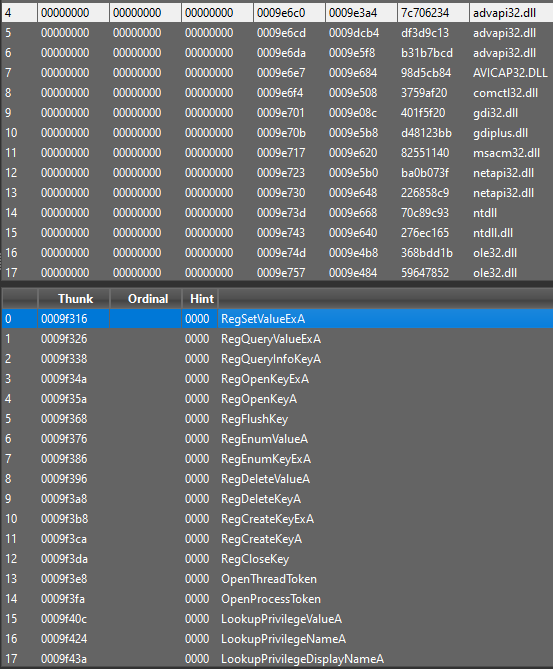 4 00000000 00000000 00000000 0009e6c0 0009e3a4 7c706234 advapi32.dll
5 00000000 00000000 00000000 0009e6cd 0009dcb4 df3d9c13 advapi32.dll
6 00000000 00000000 00000000 0009e6da 0009e5f8 b31b7bcd advapi32.dll
7 00000000 00000000 00000000 0009e6e7 0009e684 98d5cb84 AVICAP32.DLL
8 00000000 00000000 00000000 0009e6f4 0009e508 3759af20 comctl32.dll
9 00000000 00000000 00000000 0009e701 0009e08c 401f5f20 gdi32.dll
10 00000000 00000000 00000000 0009e70b 0009e5b8 d48123bb gdiplus.dll
11 00000000 00000000 00000000 0009e717 0009e620 82551140 msacm32.dll
12 00000000 00000000 00000000 0009e723 0009e5b0 ba0b073f netapi32.dll
13 00000000 00000000 00000000 0009e730 0009e648 226858c9 netapi32.dll
14 00000000 00000000 00000000 0009e73d 0009e668 70c89c93 ntdll
15 00000000 00000000 00000000 0009e743 0009e640 276ec165 ntdll.dll
16 00000000 00000000 00000000 0009e74d 0009e4b8 368bdd1b ole32.dll
17 00000000 00000000 00000000 0009e757 0009e484 59647852 ole32.dll
Thunk Ordinal Hint
0 0009f316 0000 RegSetValueExA
1 0009f326 0000 RegQueryValueExA
2 0009f338 0000 RegQueryInfoKeyA
3 0009f34a 0000 RegOpenKeyExA
4 0009f35a 0000 RegOpenKeyA
5 0009f368 0000 RegFlushKey
6 0009f376 0000 RegEnumValueA
7 0009f386 0000 RegEnumKeyExA
8 0009f396 0000 RegDeleteValueA
9 0009f3a8 0000 RegDeleteKeyA
10 0009f3b8 0000 RegCreateKeyExA
11 0009f3ca 0000 RegCreateKeyA
12 0009f3da 0000 RegCloseKey
13 0009f3e8 0000 OpenThreadToken
14 0009f3fa 0000 OpenProcessToken
15 0009f40c 0000 LookupPrivilegeValueA
16 0009f424 0000 LookupPrivilegeNameA
17 0009f43a 0000 LookupPrivilegeDisplayNameA